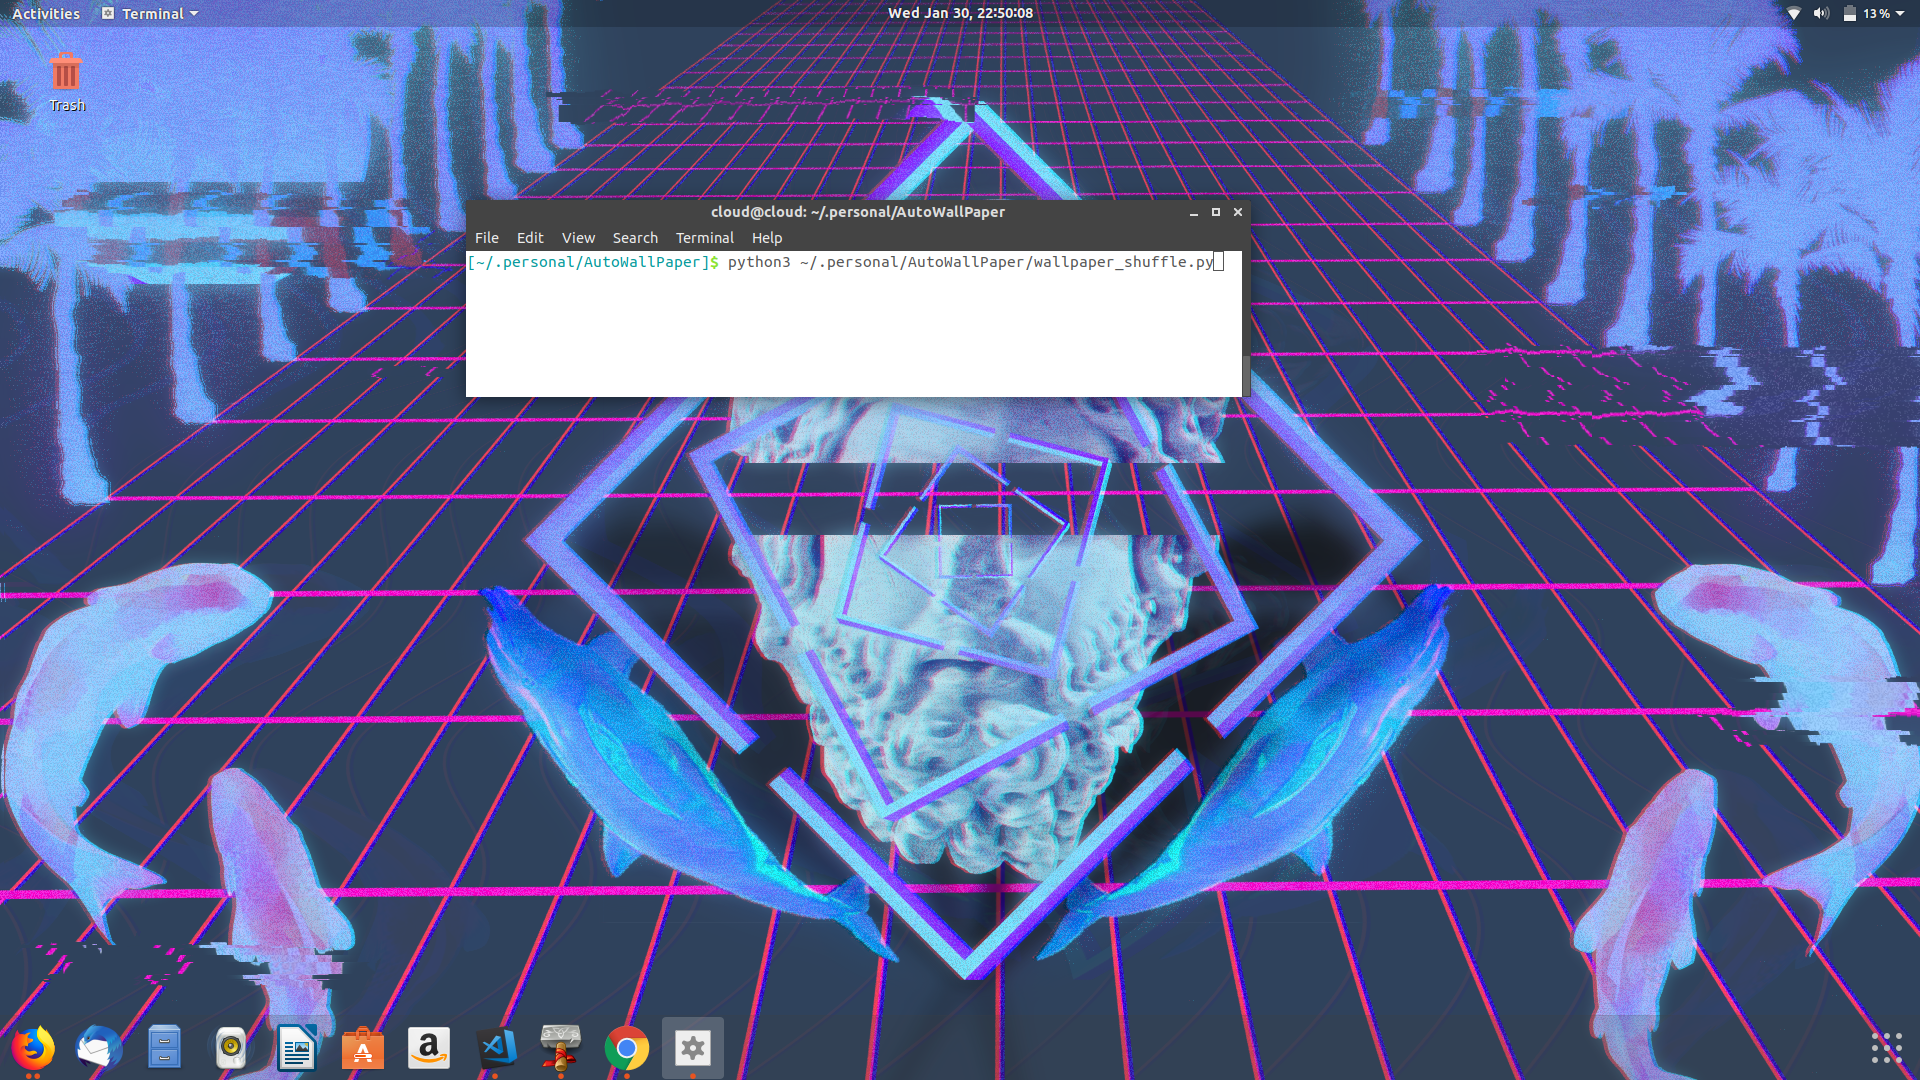 Activities Terminal Wed Jan 30, 22:50:08 13 %
Trash
cloud@cloud: ~/.personal/AutoWallPaper
File Edit View Search Terminal Help
[~/.personal/AutoWallPaper]$ python3 ~/.personal/AutoWallPaper/wallpaper_shuffle.py